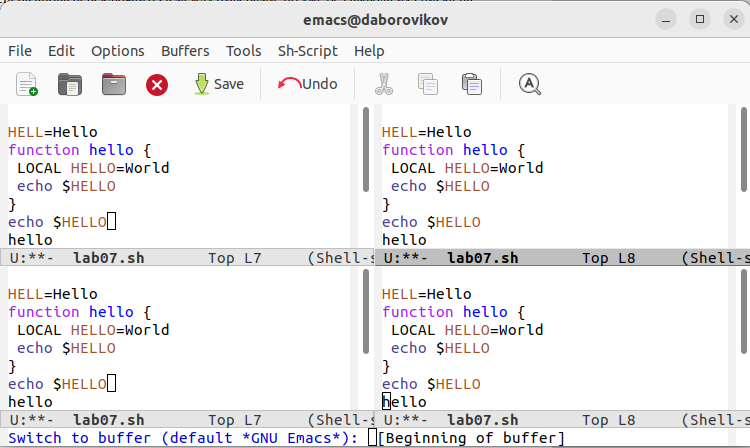 emacs@daborovikov
File Edit Options Buffers Tools Sh-Script Help
Save Undo
HELL=Hello
function hello {
 LOCAL HELLO=World
 echo $HELLO
}
echo $HELLO
hello
U:**- lab07.sh Top L7 (Shell-s
HELL=Hello
function hello {
 LOCAL HELLO=World
 echo $HELLO
}
echo $HELLO
hello
U:**- lab07.sh Top L8 (Shell-s
HELL=Hello
function hello {
 LOCAL HELLO=World
 echo $HELLO
}
echo $HELLO
hello
U:**- lab07.sh Top L7 (Shell-s
HELL=Hello
function hello {
 LOCAL HELLO=World
 echo $HELLO
}
echo $HELLO
hello
U:**- lab07.sh Top L8 (Shell-s
Switch to buffer (default *GNU Emacs*): [Beginning of buffer]